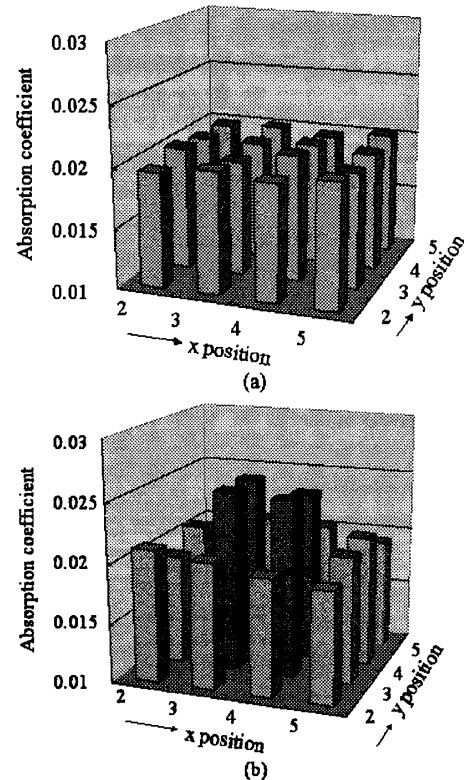 0.03
0.025
0.02
0.015
0.01
Absorption coefficient
2 3 4 5
x position
2 3 4 5
y position
(a)
0.03
0.025
0.02
0.015
0.01
Absorption coefficient
2 3 4 5
x position
2 3 4 5
y position
(b)